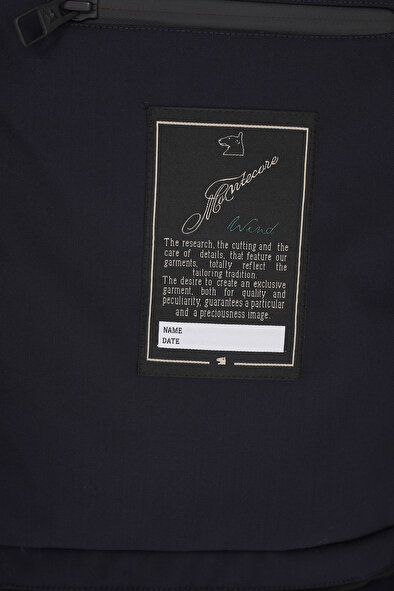 Montecore
Wind
The research, the cutting and the
care of details, that feature our
garments, totally reflect the
tailoring tradition.
The desire to create an exclusive
garment, both for quality and
peculiarity, guarantees a particular
and a preciousness image.
NAME
DATE